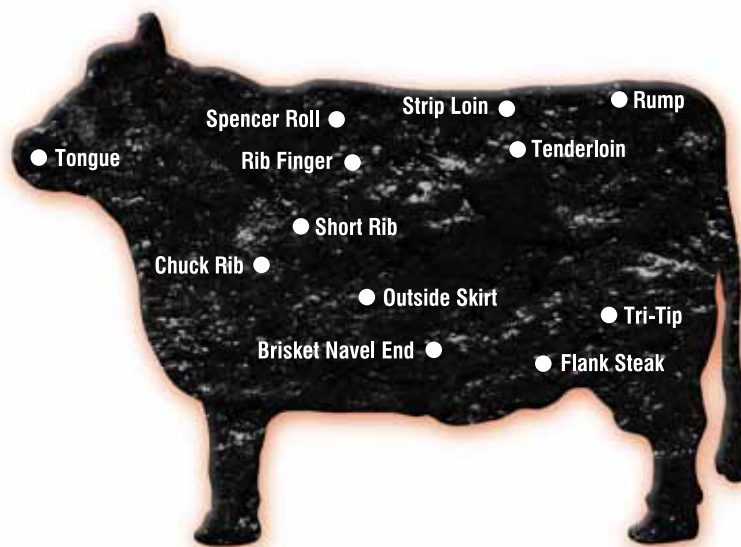 Rump
Strip Loin
Spencer Roll
Tenderloin
Tongue
Rib Finger
Short Rib
Chuck Rib
Outside Skirt
Tri-Tip
Brisket Navel End
Flank Steak